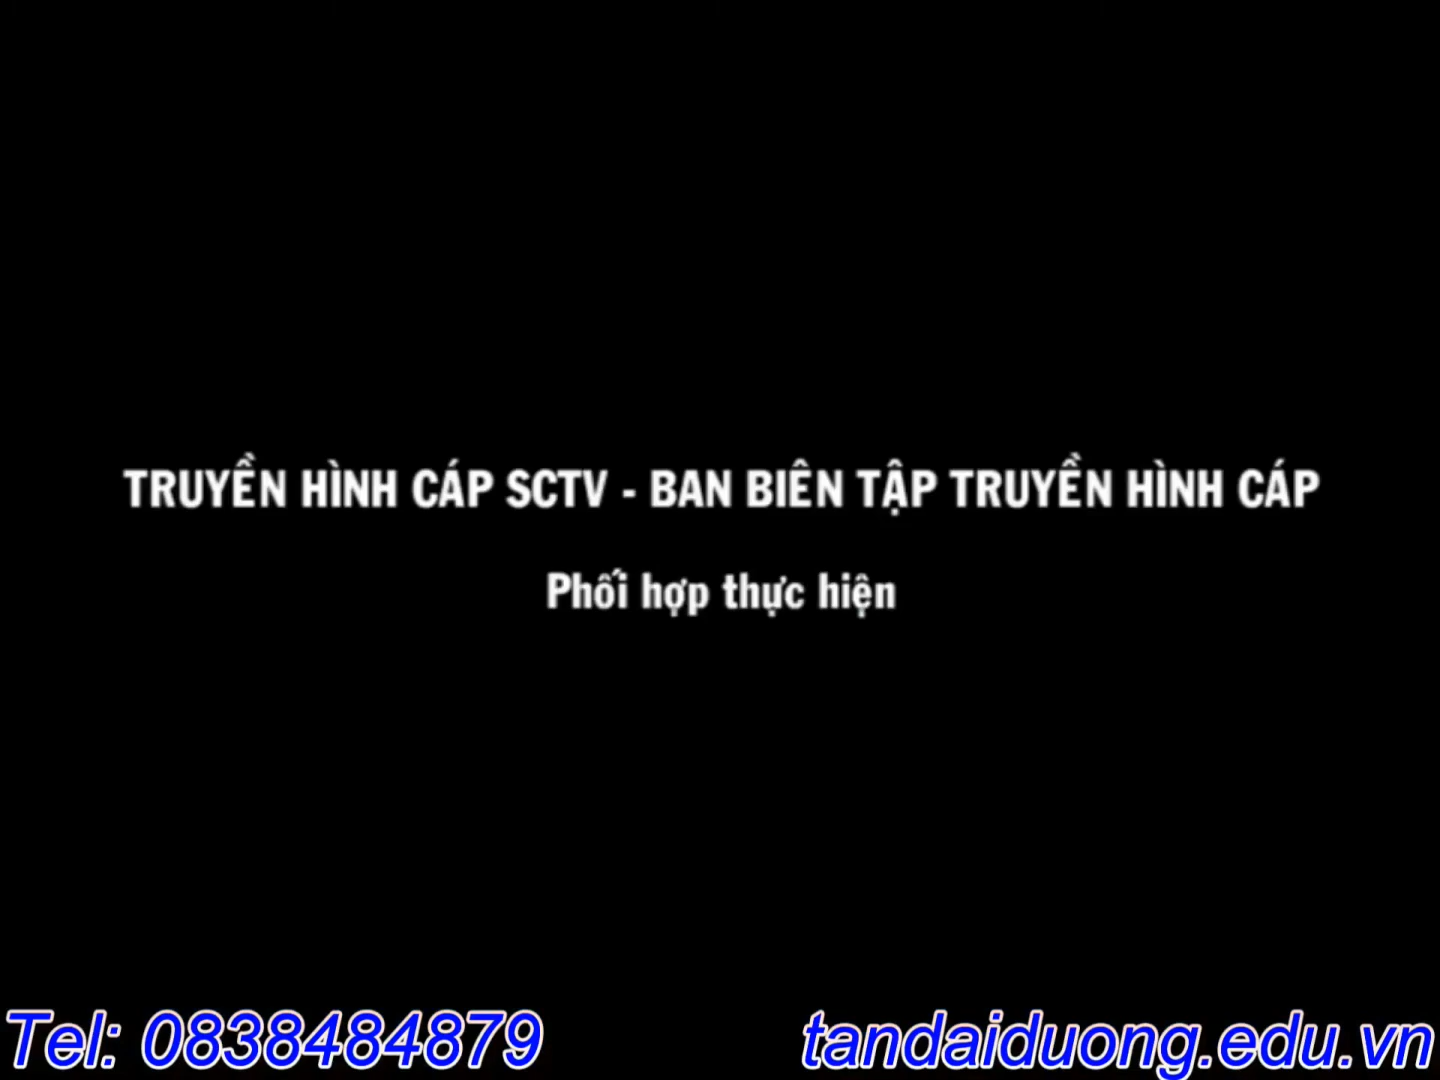 TRUYỀN HÌNH CÁP SCTV - BAN BIÊN TẬP TRUYỀN HÌNH CÁP
Phối hợp thực hiện
Tel: 0838484879 tandaiduong.edu.vn